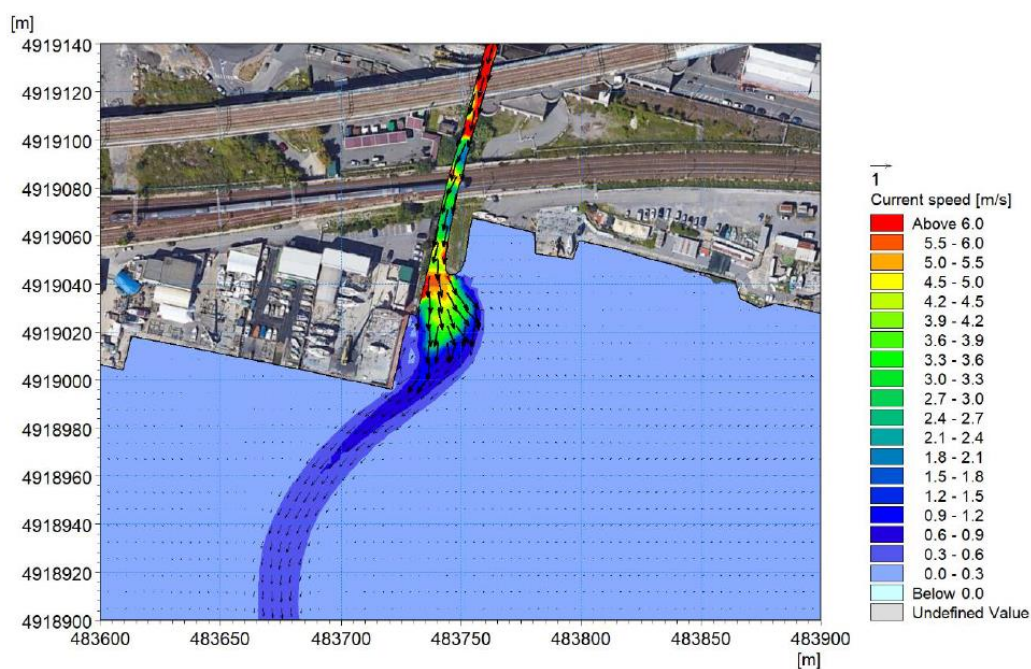 [m]
4919140
4919120
4919100
4919080
4919060
4919040
4919020
4919000
4918980
4918960
4918940
4918920
4918900
483600 483650 483700 483750 483800 483850 483900
[m]
1
Current speed [m/s]
Above 6.0
5.5 - 6.0
5.0 - 5.5
4.5 - 5.0
4.2 - 4.5
3.9 - 4.2
3.6 - 3.9
3.3 - 3.6
3.0 - 3.3
2.7 - 3.0
2.4 - 2.7
2.1 - 2.4
1.8 - 2.1
1.5 - 1.8
1.2 - 1.5
0.9 - 1.2
0.6 - 0.9
0.3 - 0.6
0.0 - 0.3
Below 0.0
Undefined Value